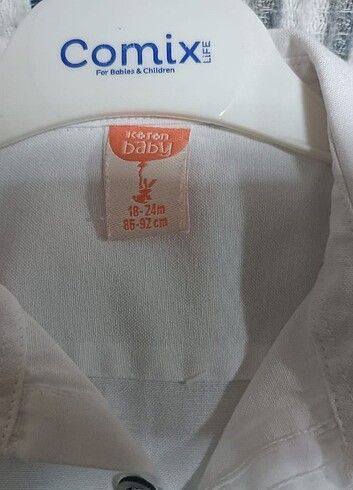 Comix LiFE
For Babies & Children
KOTON
baby
18-24m
86-92 cm